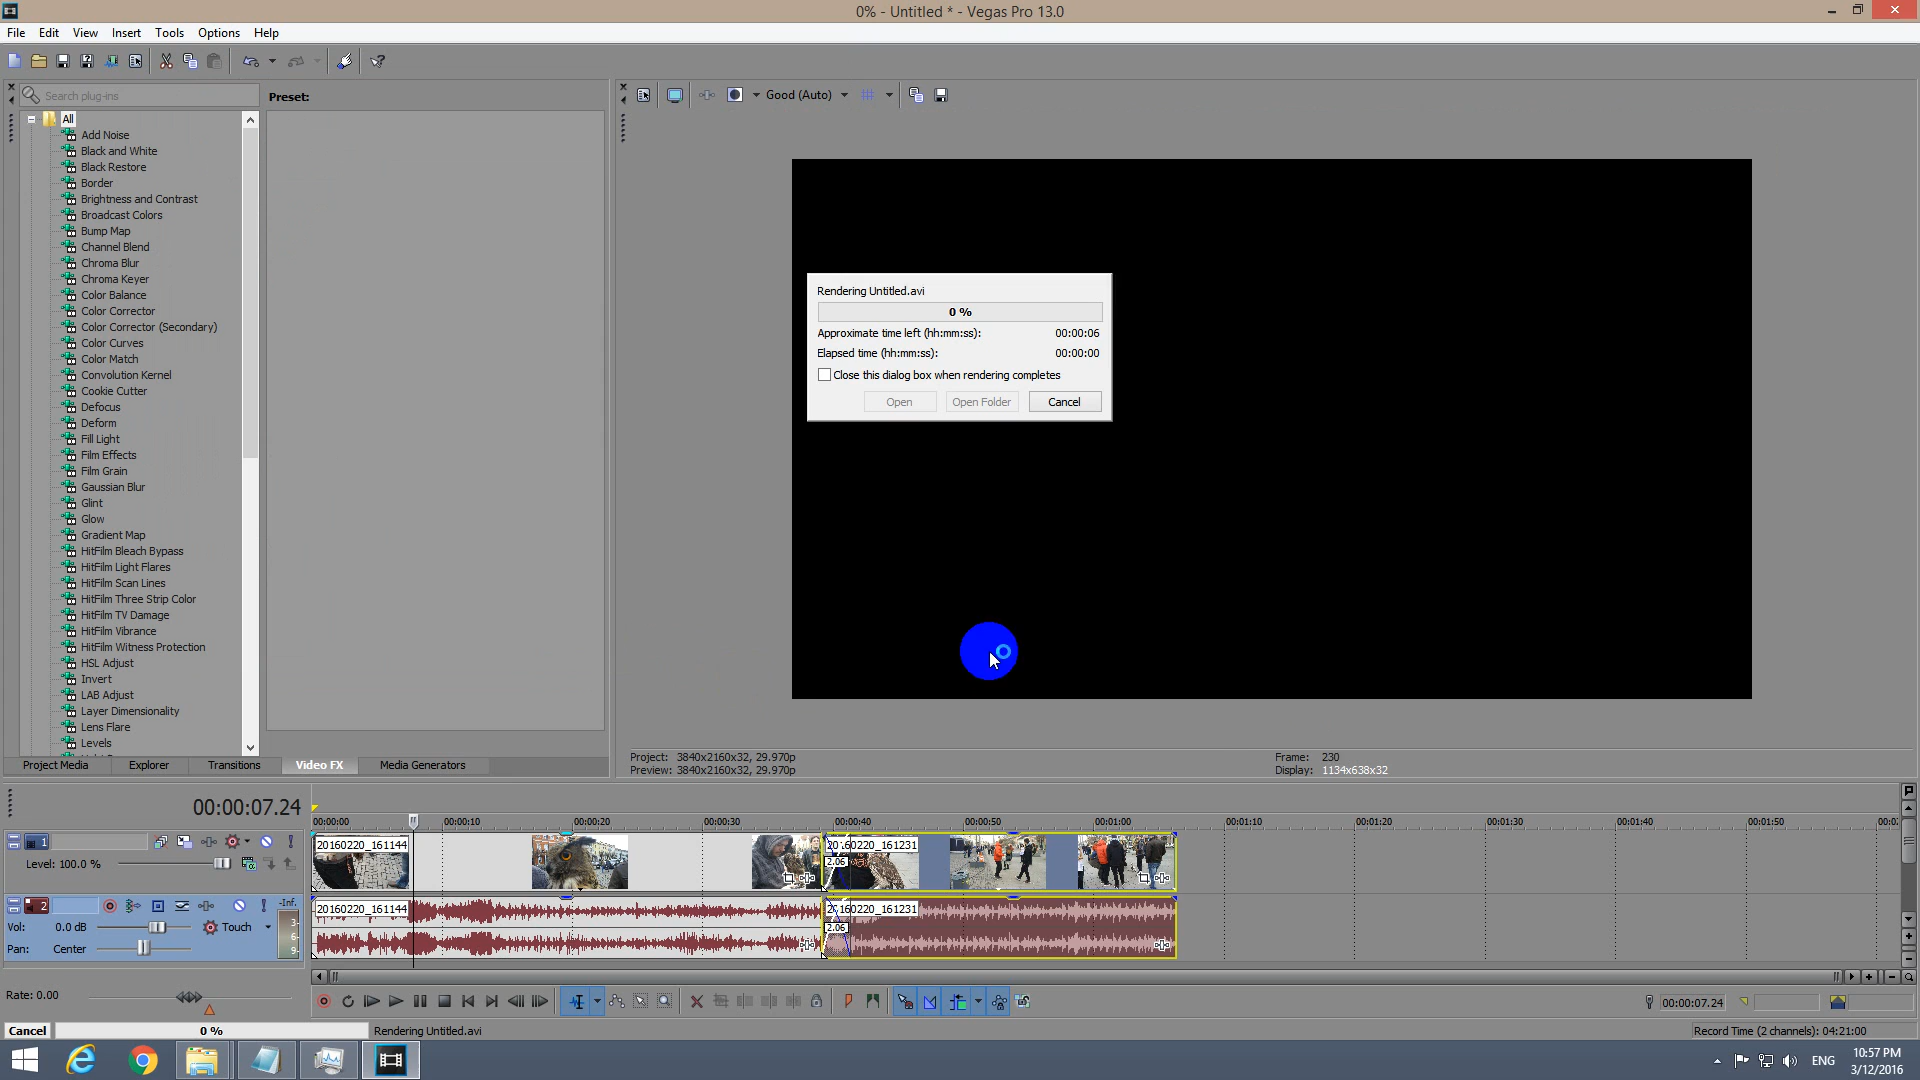 0% - Untitled * - Vegas Pro 13.0
File Edit View Insert Tools Options Help
Search plug-ins
Preset:
Good (Auto)
All
Add Noise
Black and White
Black Restore
Border
Brightness and Contrast
Broadcast Colors
Bump Map
Channel Blend
Chroma Blur
Chroma Keyer
Color Balance
Color Corrector
Color Corrector (Secondary)
Color Curves
Color Match
Convolution Kernel
Cookie Cutter
Defocus
Deform
Fill Light
Film Effects
Film Grain
Gaussian Blur
Glint
Glow
Gradient Map
HitFilm Bleach Bypass
HitFilm Light Flares
HitFilm Scan Lines
HitFilm Three Strip Color
HitFilm TV Damage
HitFilm Vibrance
HitFilm Witness Protection
HSL Adjust
Invert
LAB Adjust
Layer Dimensionality
Lens Flare
Levels
Rendering Untitled.avi
0 %
Approximate time left (hh:mm:ss): 00:00:06
Elapsed time (hh:mm:ss): 00:00:00
Close this dialog box when rendering completes
Open Open Folder Cancel
Project Media Explorer Transitions Video FX Media Generators
Project: 3840x2160x32, 29.970p
Preview: 3840x2160x32, 29.970p
Frame: 230
Display: 1134x638x32
00:00:07.24
00:00:00 00:00:10 00:00:20 00:00:30 00:00:40 00:00:50 00:01:00 00:01:10 00:01:20 00:01:30 00:01:40 00:01:50 00:0
1
Level: 100.0 %
20160220_161144
20160220_161231
2.06
2
-Inf.
Vol: 0.0 dB Touch
Pan: Center
3-
6-
9-
20160220_161144
20160220_161231
2.06
Rate: 0.00
00:00:07.24
Cancel 0 % Rendering Untitled.avi
Record Time (2 channels): 04:21:00
ENG
10:57 PM
3/12/2016